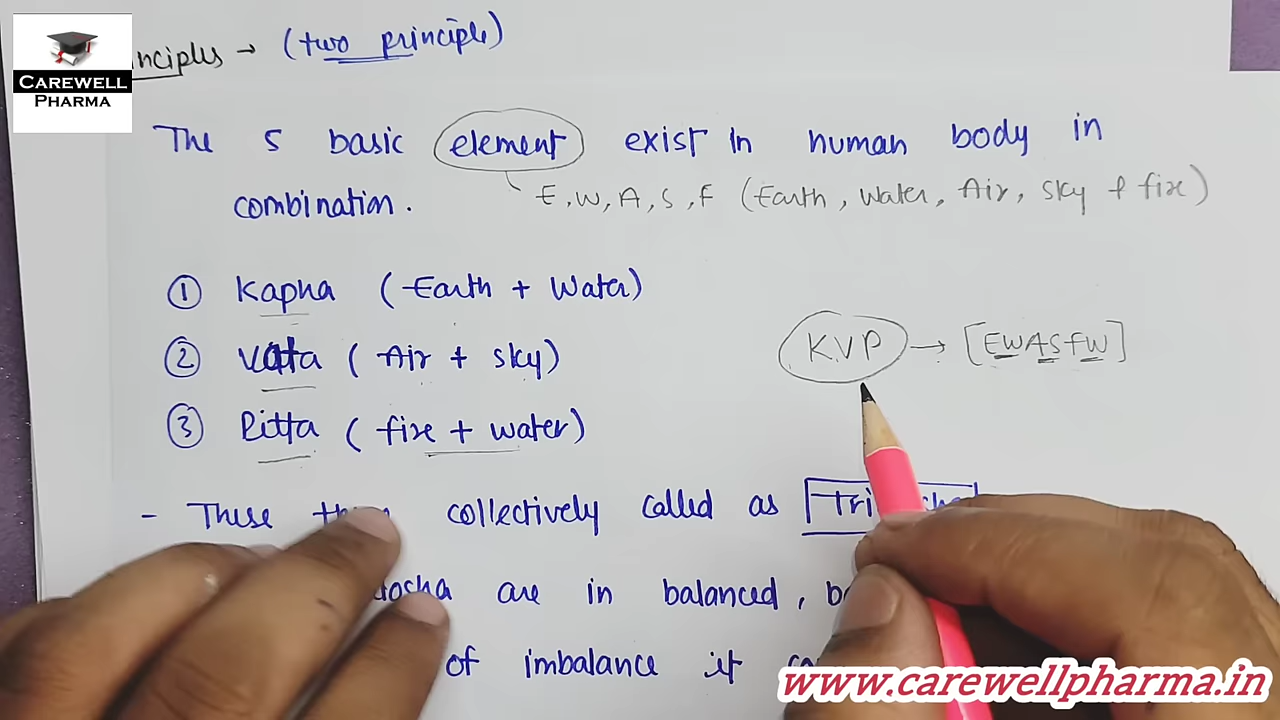 CAREWELL
PHARMA
nciples → (two principle)
The 5 basic element exist in human body in
combination.
E, W, A, S, F (Earth, water, Air, sky & fire)
① Kapha (Earth + Water)
② Vata (Air + sky)
③ Pitta (fire + water)
KVP → [EWASFW]
- These collectively called as
dosha are in balanced,
of imbalance it
www.carewellpharma.in